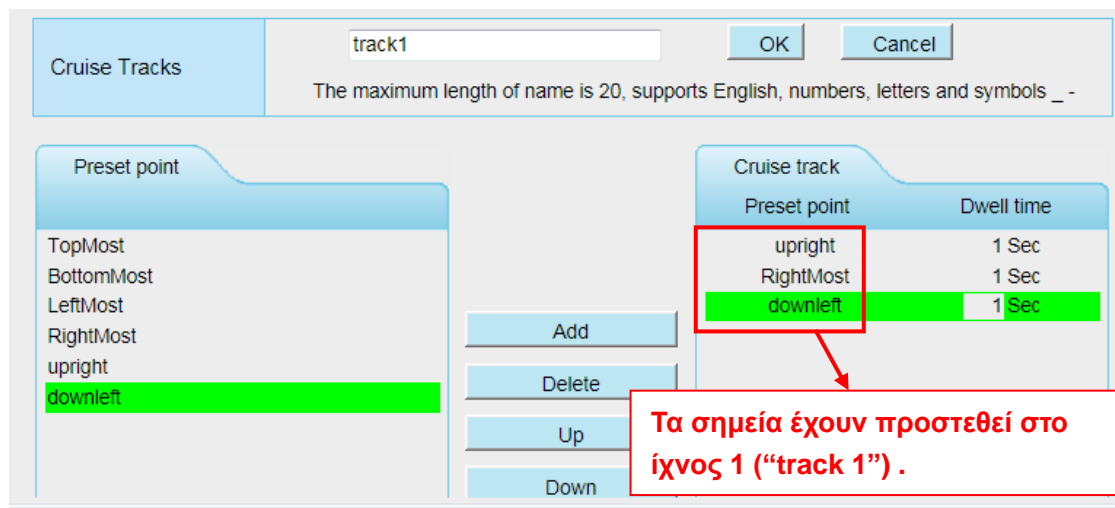 Cruise Tracks
track1
OK
Cancel
The maximum length of name is 20, supports English, numbers, letters and symbols _ -
Preset point
TopMost
BottomMost
LeftMost
RightMost
upright
downleft
Add
Delete
Up
Down
Cruise track
Preset point Dwell time
upright 1 Sec
RightMost 1 Sec
downleft 1 Sec
Τα σημεία έχουν προστεθεί στο
ίχνος 1 (“track 1”) .